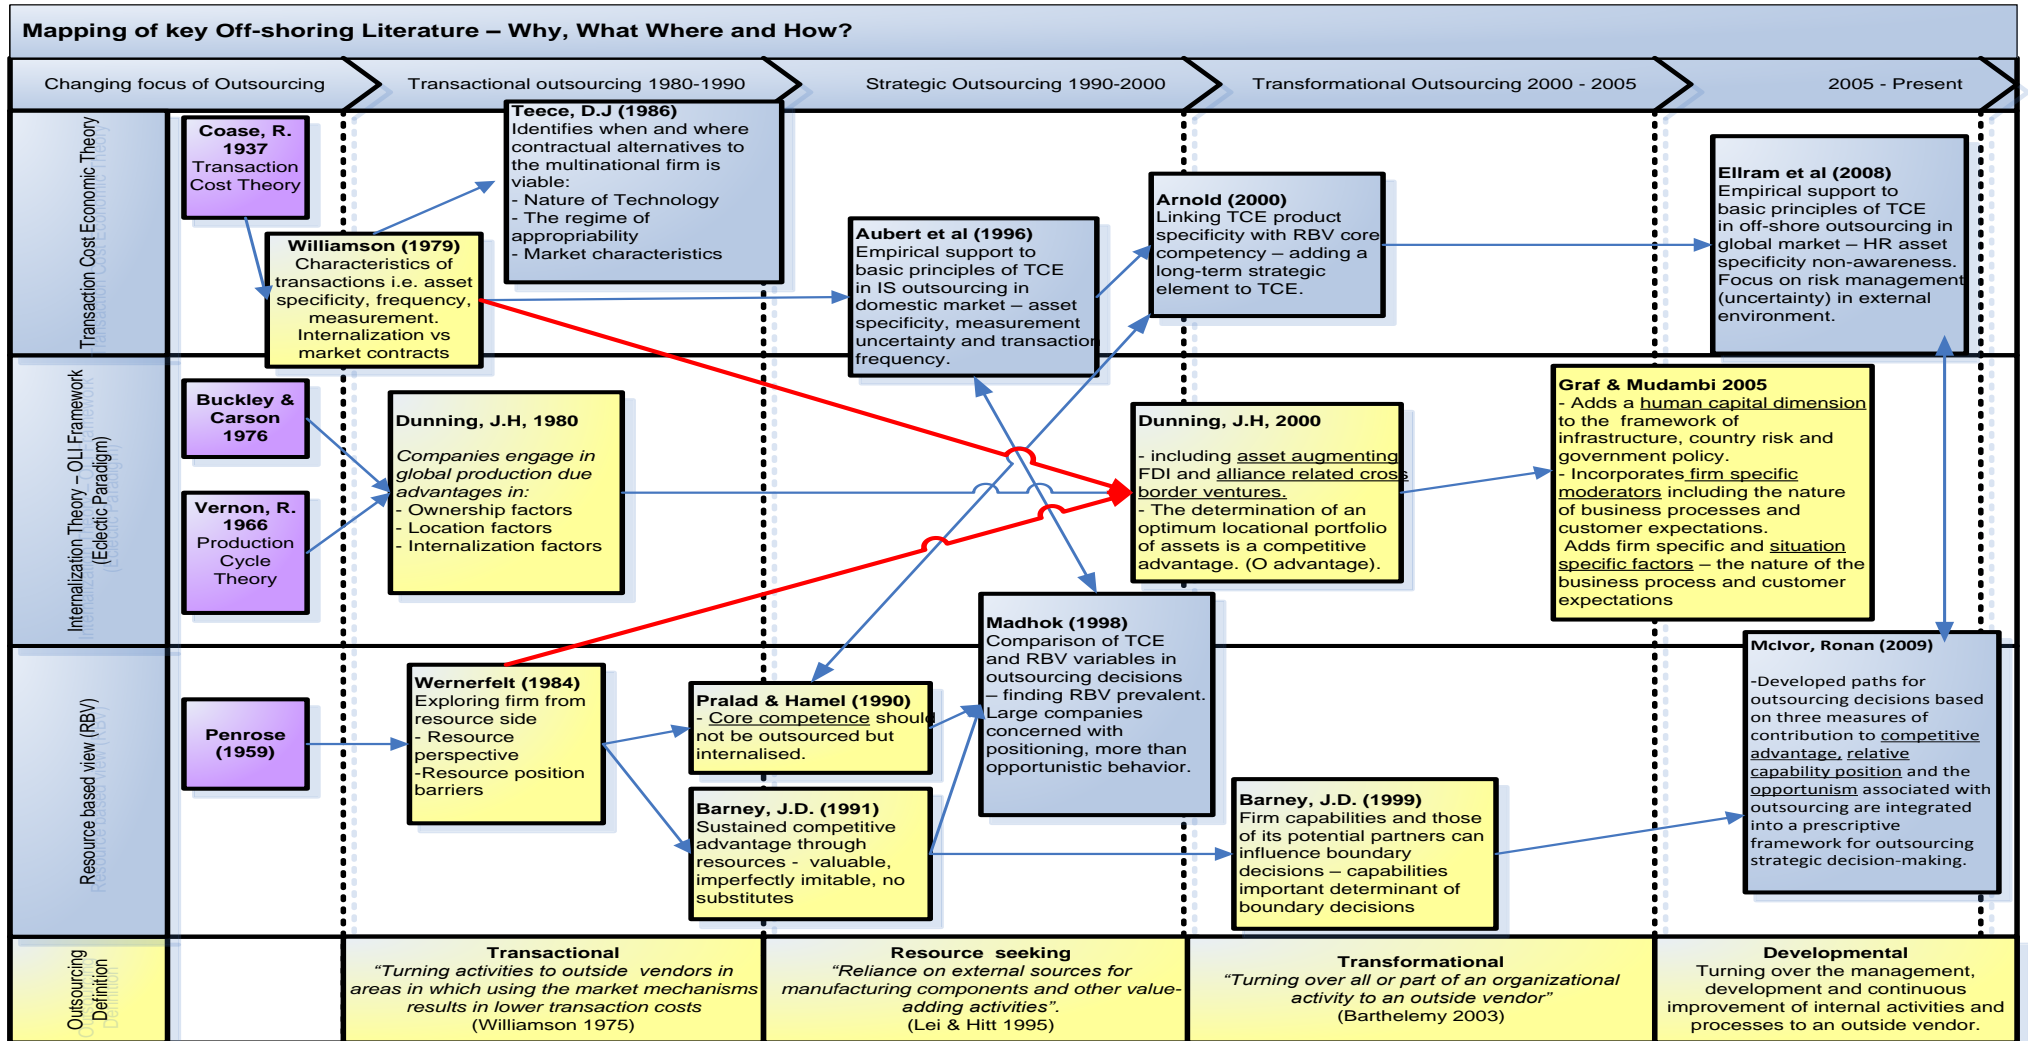 Mapping of key Off-shoring Literature – Why, What Where and How?
Changing focus of Outsourcing
Transactional outsourcing 1980-1990
Strategic Outsourcing 1990-2000
Transformational Outsourcing 2000 - 2005
2005 - Present
Transaction Cost Economic Theory
Coase, R.
1937
Transaction
Cost Theory
Williamson (1979)
Characteristics of
transactions i.e. asset
specificity, frequency,
measurement.
Internalization vs
market contracts
Teece, D.J (1986)
Identifies when and where
contractual alternatives to
the multinational firm is
viable:
- Nature of Technology
- The regime of
appropriability
- Market characteristics
Aubert et al (1996)
Empirical support to
basic principles of TCE
in IS outsourcing in
domestic market – asset
specificity, measurement
uncertainty and transaction
frequency.
Arnold (2000)
Linking TCE product
specificity with RBV core
competency – adding a
long-term strategic
element to TCE.
Ellram et al (2008)
Empirical support to
basic principles of TCE
in off-shore outsourcing in
global market – HR asset
specificity non-awareness.
Focus on risk management
(uncertainty) in external
environment.
Internalization Theory – OLI Framework
(Eclectic Paradigm)
Buckley &
Carson
1976
Vernon, R.
1966
Production
Cycle
Theory
Dunning, J.H, 1980
Companies engage in
global production due
advantages in:
- Ownership factors
- Location factors
- Internalization factors
Dunning, J.H, 2000
- including asset augmenting
FDI and alliance related cross
border ventures.
- The determination of an
optimum locational portfolio
of assets is a competitive
advantage. (O advantage).
Graf & Mudambi 2005
- Adds a human capital dimension
to the  framework of
infrastructure, country risk and
government policy.
- Incorporates firm specific
moderators including the nature
of business processes and
customer expectations.
Adds firm specific and situation
specific factors – the nature of the
business process and customer
expectations
Resource based view (RBV)
Penrose
(1959)
Wernerfelt (1984)
Exploring firm from
resource side
- Resource
perspective
-Resource position
barriers
Pralad & Hamel (1990)
- Core competence should
not be outsourced but
internalised.
Barney, J.D. (1991)
Sustained competitive
advantage through
resources -  valuable,
imperfectly imitable, no
substitutes
Madhok (1998)
Comparison of TCE
and RBV variables in
outsourcing decisions
– finding RBV prevalent.
Large companies
concerned with
positioning, more than
opportunistic behavior.
Barney, J.D. (1999)
Firm capabilities and those
of its potential partners can
influence boundary
decisions – capabilities
important determinant of
boundary decisions
McIvor, Ronan (2009)
-Developed paths for
outsourcing decisions based
on three measures of
contribution to competitive
advantage, relative
capability position and the
opportunism associated with
outsourcing are integrated
into a prescriptive
framework for outsourcing
strategic decision-making.
Outsourcing
Definition
Transactional
“Turning activities to outside  vendors in
areas in which using the market mechanisms
results in lower transaction costs
(Williamson 1975)
Resource  seeking
“Reliance on external sources for
manufacturing components and other value-
adding activities”.
(Lei & Hitt 1995)
Transformational
“Turning over all or part of an organizational
activity to an outside vendor”
(Barthelemy 2003)
Developmental
Turning over the management,
development and continuous
improvement of internal activities and
processes to an outside vendor.